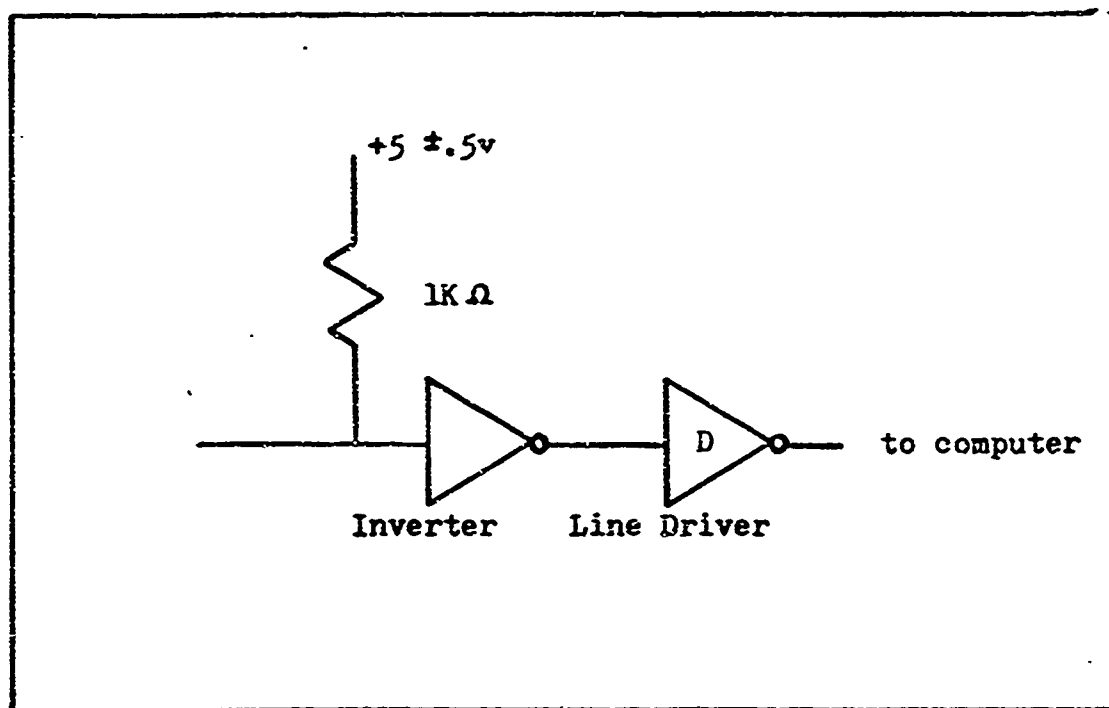 +5 ±.5v
1K Ω
D
to computer
Inverter
Line Driver